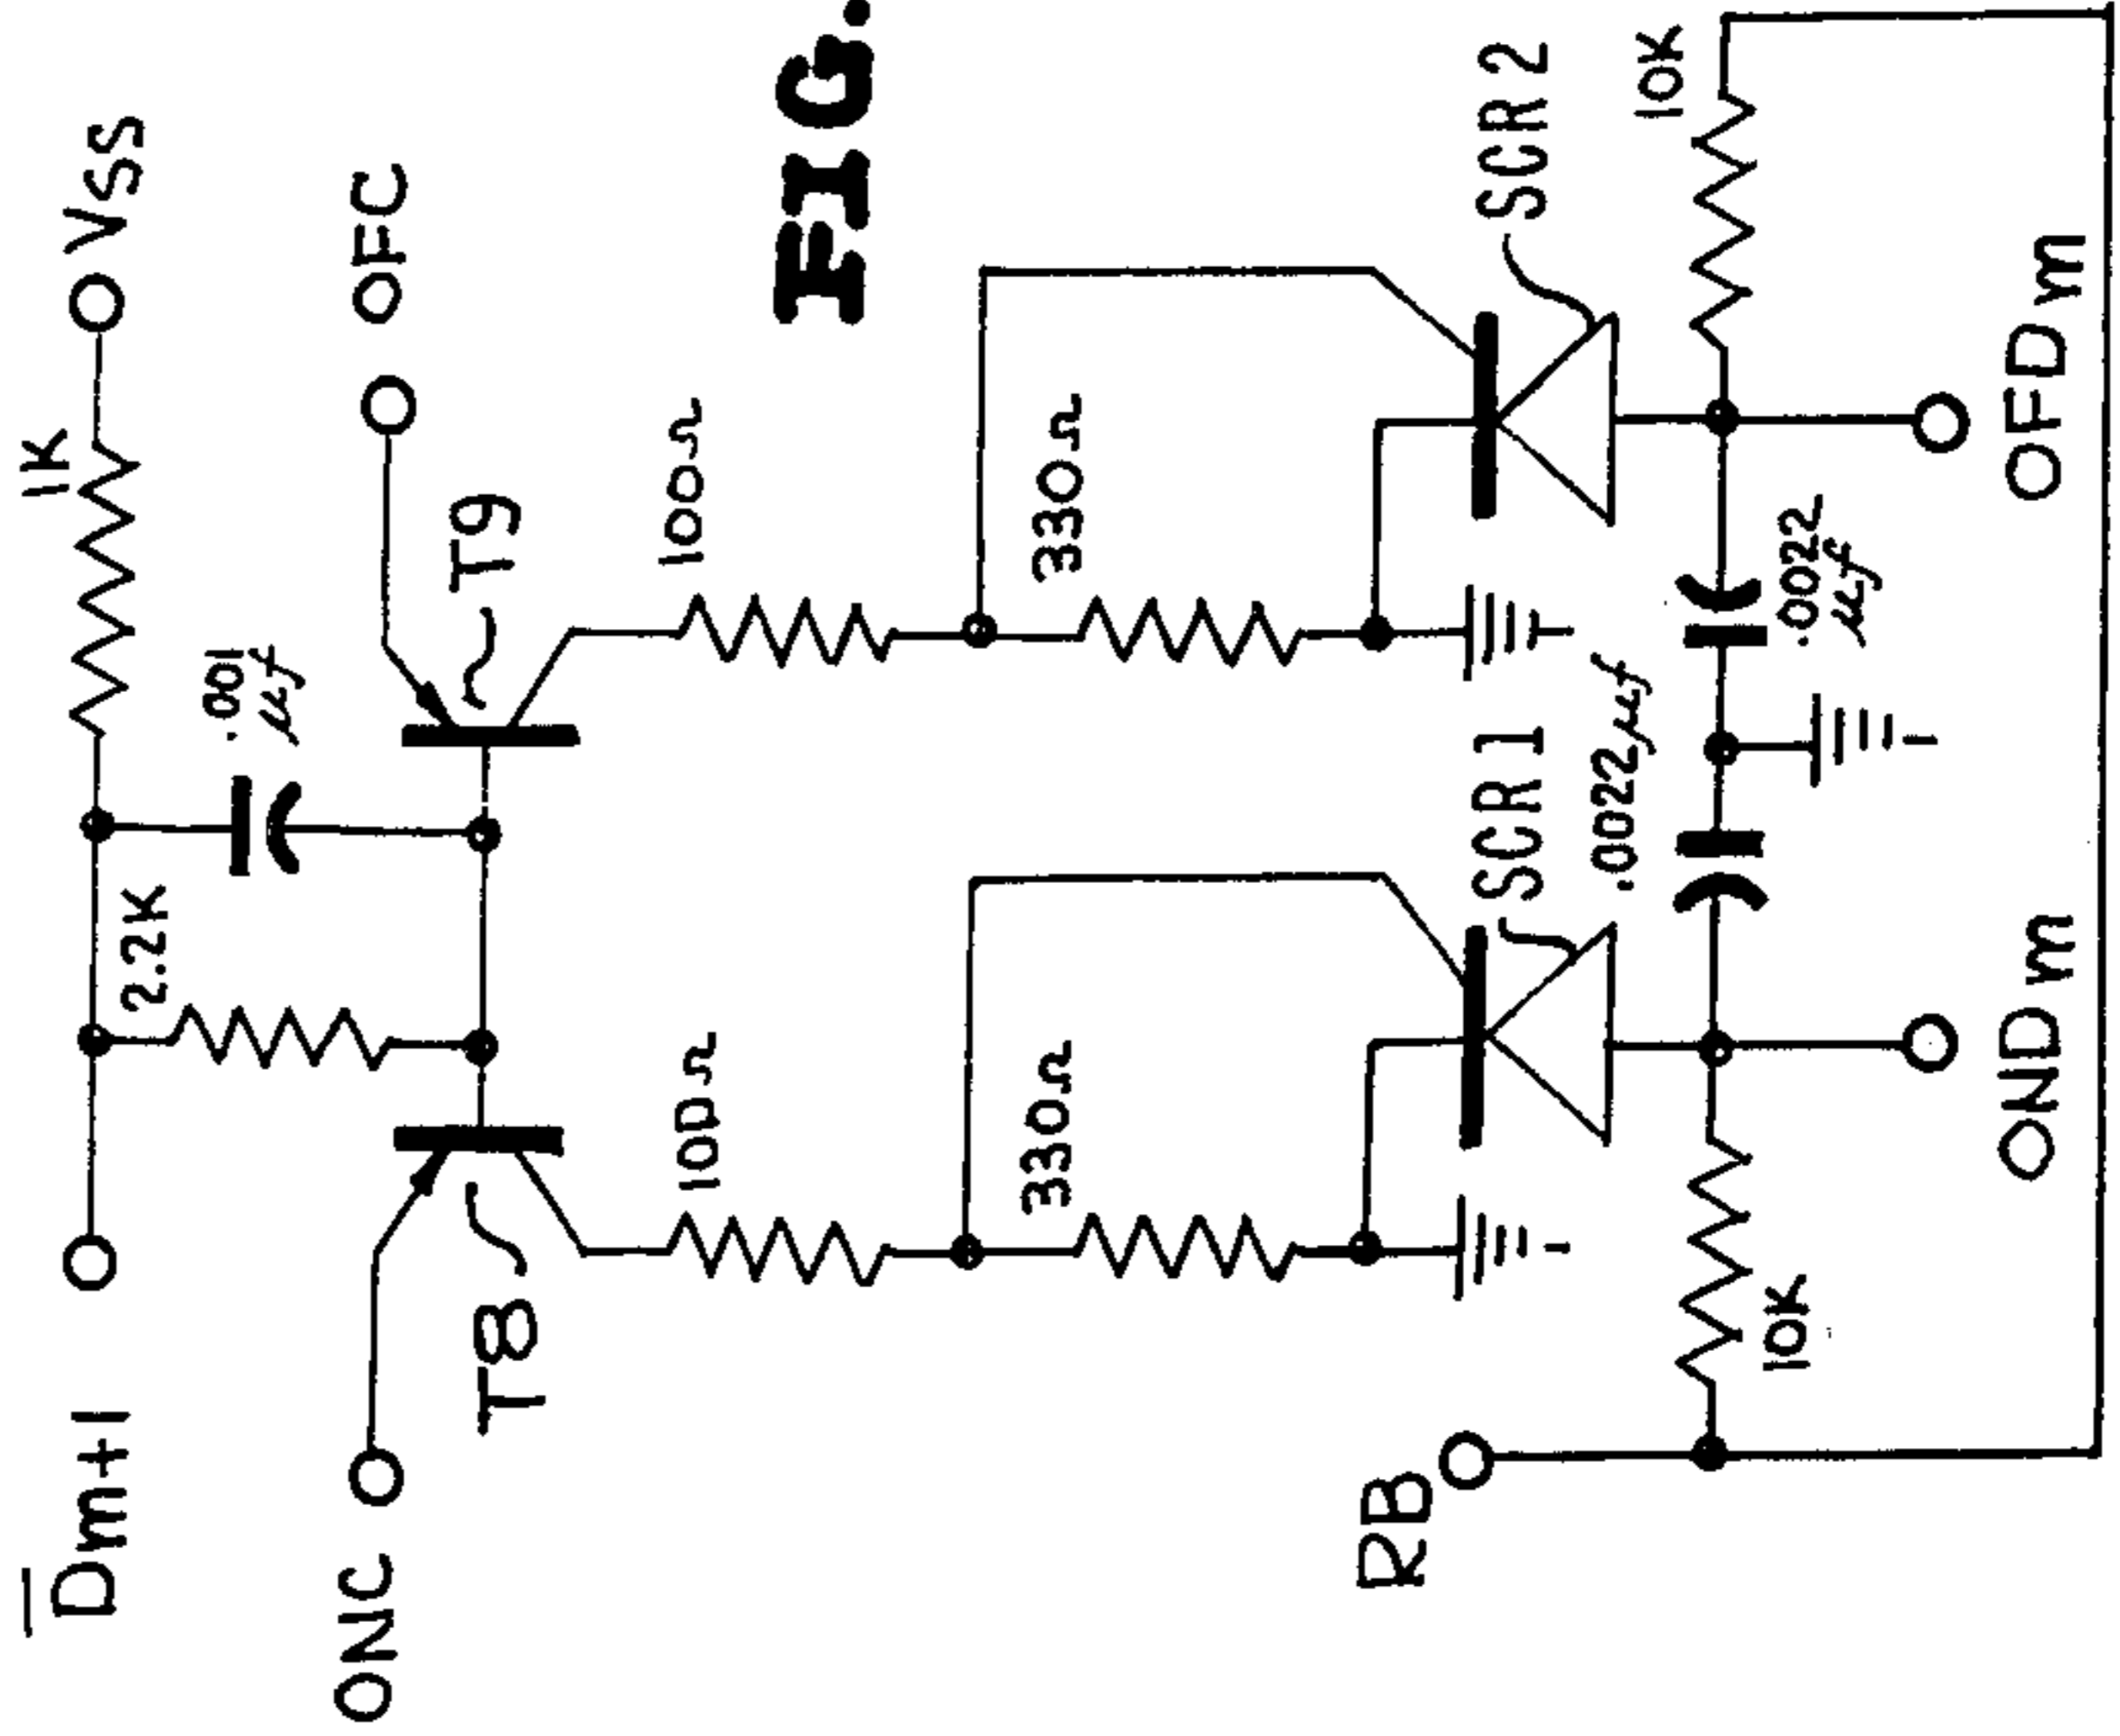 D̅m+1
Vss
1K
2.2K
.001
μf
ONC
OFC
T8
T9
FIG.
100Ω
100Ω
330Ω
330Ω
SCR 1
SCR 2
RB
10K
.0022μf
.0022
μf
10K
ONDm
OFDm